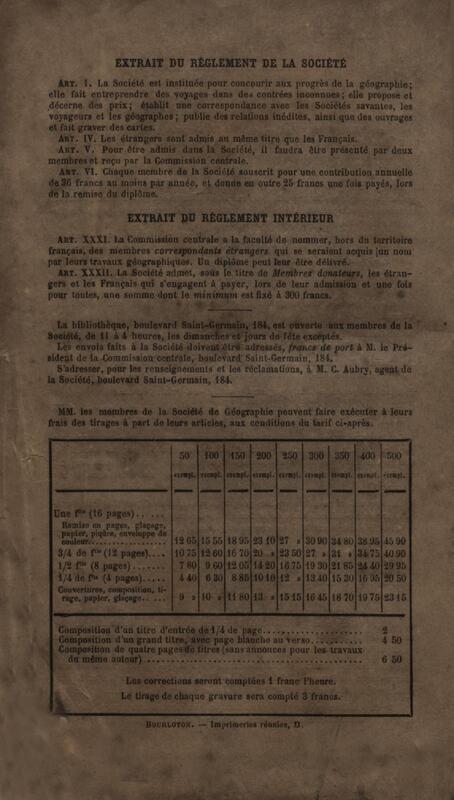 EXTRAIT DU RÈGLEMENT DE LA SOCIÉTÉ
ART. I. La Société est instituée pour concourir aux progrès de la géographie;
elle fait entreprendre des voyages dans des contrées inconnues; elle propose et
décerne des prix; établit une correspondance avec les Sociétés savantes, les
voyageurs et les géographes; publie des relations inédites, ainsi que des ouvrages
et fait graver des cartes.
ART. IV. Les étrangers sont admis au même titre que les Français.
ART. V. Pour être admis dans la Société, il faudra être présenté par deux
membres et reçu par la Commission centrale.
ART. VI. Chaque membre de la Société souscrit pour une contribution annuelle
de 36 francs au moins par année, et donne en outre 25 francs une fois payés, lors
de la remise du diplôme.
EXTRAIT DU RÈGLEMENT INTÉRIEUR
ART. XXXI. La Commission centrale a la faculté de nommer, hors du territoire
français, des membres correspondants étrangers qui se seraient acquis un nom
par leurs travaux géographiques. Un diplôme peut leur être délivré.
ART. XXXII. La Société admet, sous le titre de Membres donateurs, les étran-
gers et les Français qui s'engagent à payer, lors de leur admission et une fois
pour toutes, une somme dont le minimum est fixé à 300 francs.
La bibliothèque, boulevard Saint-Germain, 184, est ouverte aux membres de la
Société, de 11 à 4 heures, les dimanches et jours de fête exceptés.
Les envois faits à la Société doivent être adressés, francs de port à M. le Pré-
sident de la Commission centrale, boulevard Saint-Germain, 184.
S'adresser, pour les renseignements et les réclamations, à M. C. Aubry, agent de
la Société, boulevard Saint-Germain, 184.
MM. les membres de la Société de Géographie peuvent faire exécuter à leurs
frais des tirages à part de leurs articles, aux conditions du tarif ci-après.
50 100 150 200 250 300 350 400 500
exempl. exempl. exempl. exempl. exempl. exempl. exempl. exempl. exempl.
Une flle (16 pages)......
Remise en pages, glaçage,
papier, piqûre, enveloppe de
couleur.................. 12 65 15 55 18 95 23 10 27 » 30 90 34 80 38 95 45 90
3/4 de flle (12 pages).... 10 75 12 60 16 70 20 » 23 50 27 » 31 » 34 75 40 90
1/2 flle (8 pages)....... 7 80 9 60 12 05 14 20 16 75 19 30 21 85 24 40 29 95
1/4 de flle (4 pages)..... 4 40 6 30 8 85 10 10 12 » 13 40 15 30 16 95 20 50
Couvertures, composition, ti-
rage, papier, glaçage..... 9 » 10 » 11 80 13 » 15 15 16 45 18 70 19 75 23 15
Composition d'un titre d'entrée de 1/4 de page.................... 2
Composition d'un grand titre, avec page blanche au verso.......... 4 50
Composition de quatre pages de titres (sans annonces pour les travaux
du même auteur)............................................ 6 50
Les corrections seront comptées 1 franc l'heure.
Le tirage de chaque gravure sera compté 3 francs.
BOURLOTON. — Imprimeries réunies, B.